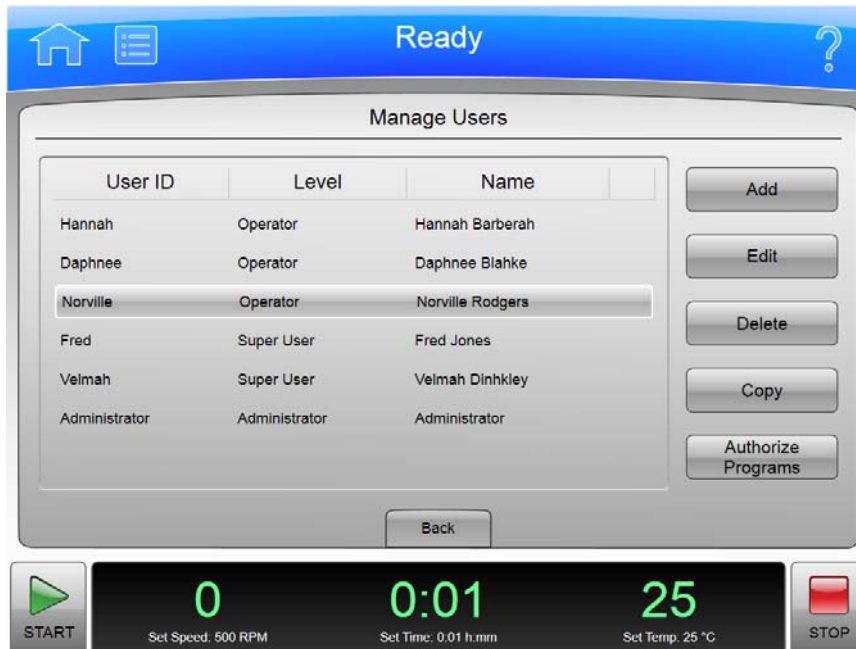 Ready
Manage Users
User ID Level Name
Hannah Operator Hannah Barberah
Daphnee Operator Daphnee Blahke
Norville Operator Norville Rodgers
Fred Super User Fred Jones
Velmah Super User Velmah Dinhkley
Administrator Administrator Administrator
Add
Edit
Delete
Copy
Authorize
Programs
Back
START
0
Set Speed: 500 RPM
0:01
Set Time: 0:01 h:mm
25
Set Temp: 25 °C
STOP